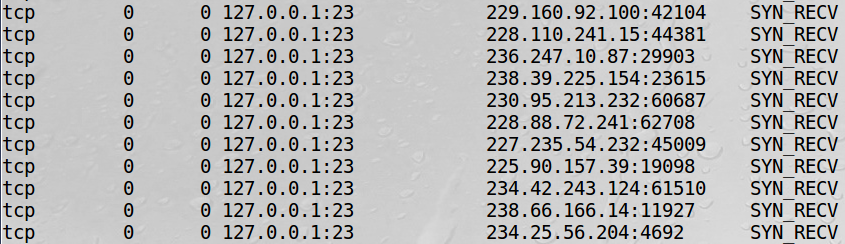 tcp 0 0 127.0.0.1:23 229.160.92.100:42104 SYN_RECV
tcp 0 0 127.0.0.1:23 228.110.241.15:44381 SYN_RECV
tcp 0 0 127.0.0.1:23 236.247.10.87:29903 SYN_RECV
tcp 0 0 127.0.0.1:23 238.39.225.154:23615 SYN_RECV
tcp 0 0 127.0.0.1:23 230.95.213.232:60687 SYN_RECV
tcp 0 0 127.0.0.1:23 228.88.72.241:62708 SYN_RECV
tcp 0 0 127.0.0.1:23 227.235.54.232:45009 SYN_RECV
tcp 0 0 127.0.0.1:23 225.90.157.39:19098 SYN_RECV
tcp 0 0 127.0.0.1:23 234.42.243.124:61510 SYN_RECV
tcp 0 0 127.0.0.1:23 238.66.166.14:11927 SYN_RECV
tcp 0 0 127.0.0.1:23 234.25.56.204:4692 SYN_RECV